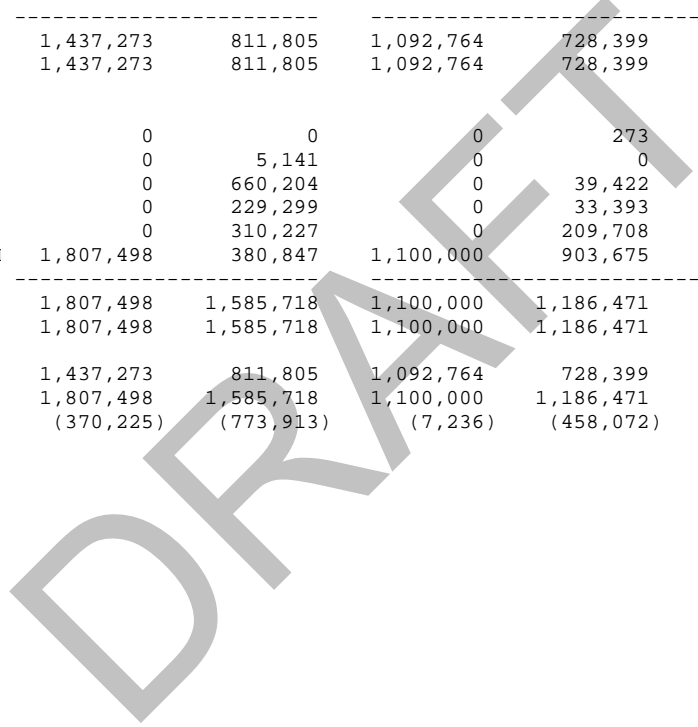 -------------------------  --------------------------
1,437,273 811,805 1,092,764 728,399
1,437,273 811,805 1,092,764 728,399
0 0 0 273
0 5,141 0 0
0 660,204 0 39,422
0 229,299 0 33,393
0 310,227 0 209,708
1,807,498 380,847 1,100,000 903,675
-------------------------  --------------------------
1,807,498 1,585,718 1,100,000 1,186,471
1,807,498 1,585,718 1,100,000 1,186,471
1,437,273 811,805 1,092,764 728,399
1,807,498 1,585,718 1,100,000 1,186,471
(370,225) (773,913) (7,236) (458,072)
DRAFT